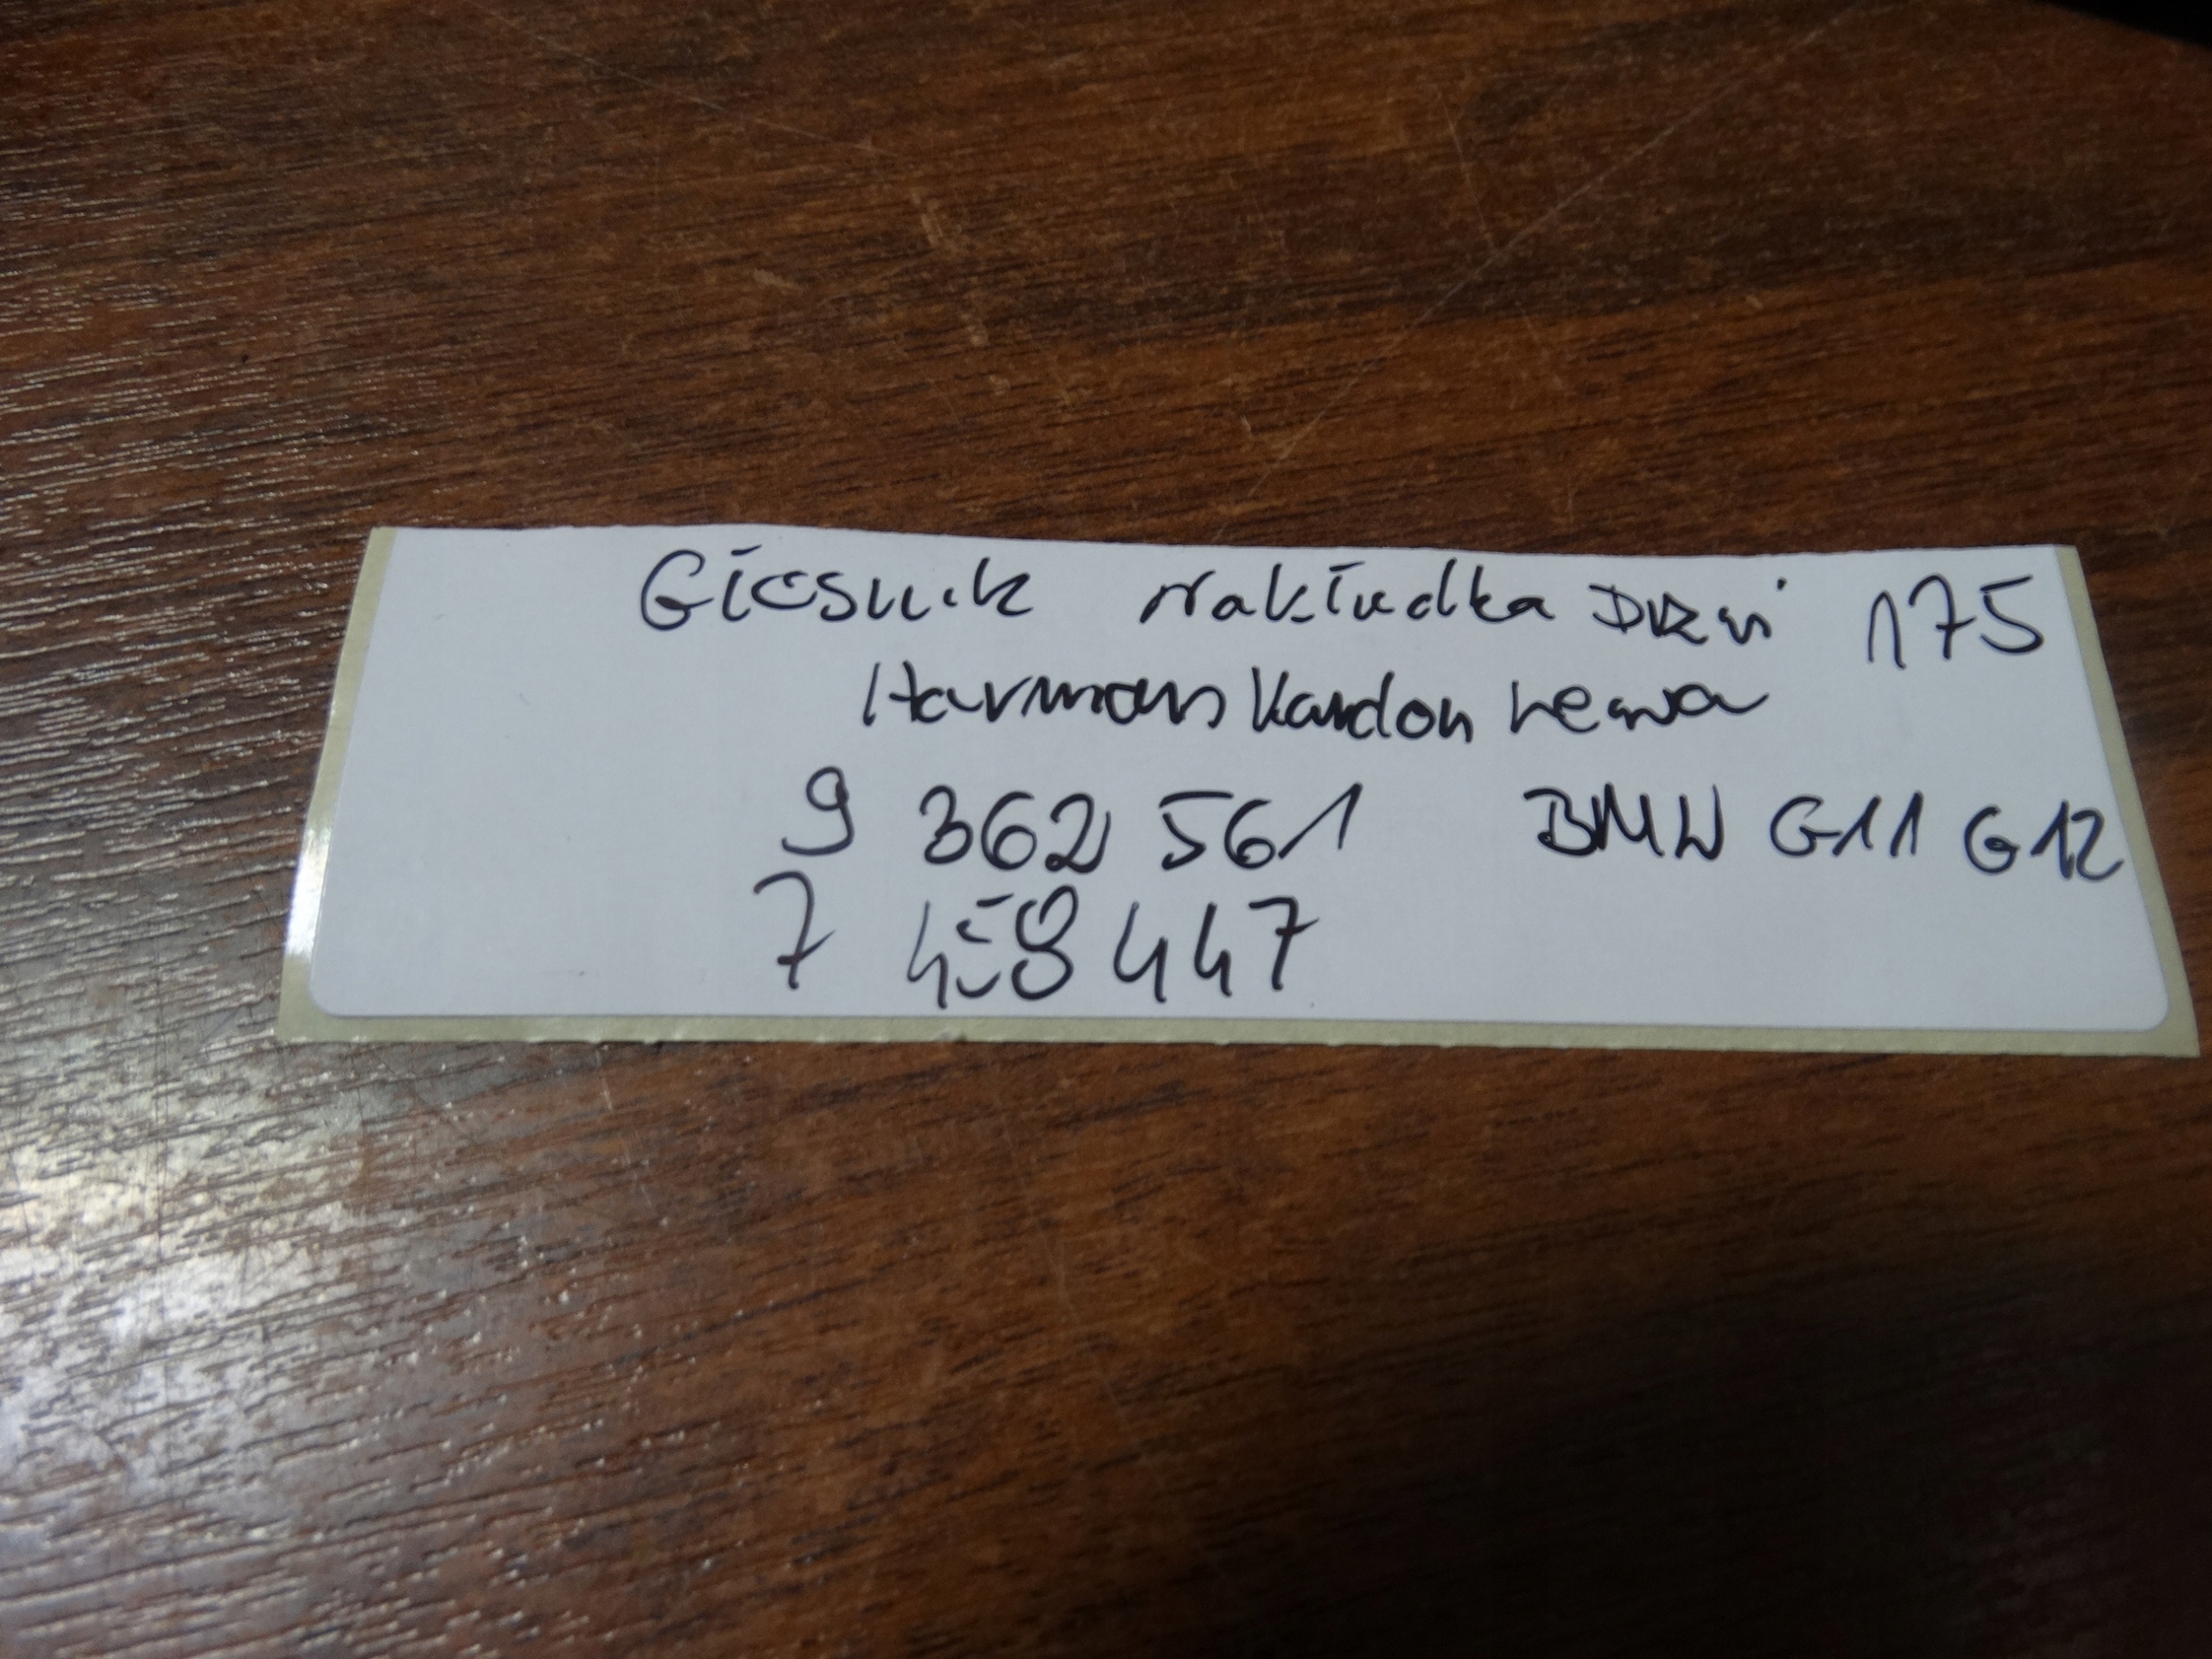 Głośnik Nakładka Drzwi 175
Harman Kardon Lewa
9 362 561 BMW G11 G12
7 458 447